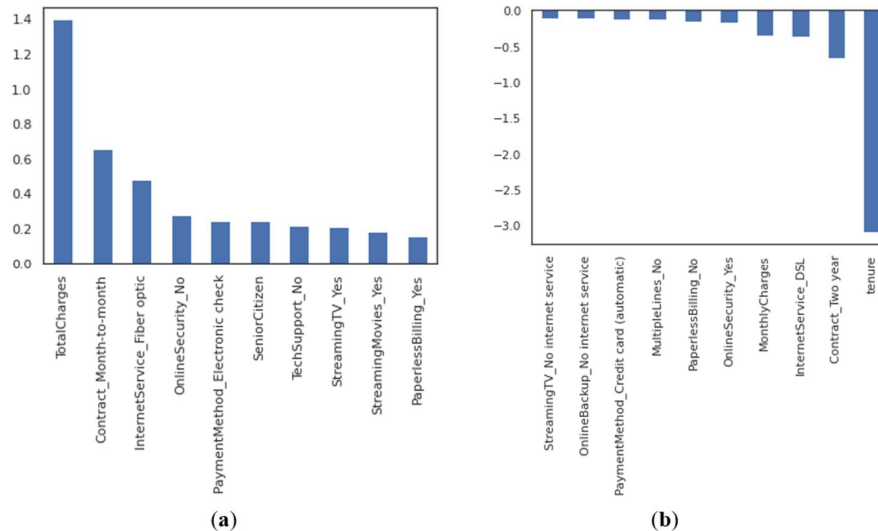 1.4
1.2
1.0
0.8
0.6
0.4
0.2
0.0
TotalCharges
Contract_Month-to-month
InternetService_Fiber optic
OnlineSecurity_No
PaymentMethod_Electronic check
SeniorCitizen
TechSupport_No
StreamingTV_Yes
StreamingMovies_Yes
PaperlessBilling_Yes
(a)
0.0
−0.5
−1.0
−1.5
−2.0
−2.5
−3.0
StreamingTV_No internet service
OnlineBackup_No internet service
PaymentMethod_Credit card (automatic)
MultipleLines_No
PaperlessBilling_No
OnlineSecurity_Yes
MonthlyCharges
InternetService_DSL
Contract_Two year
tenure
(b)